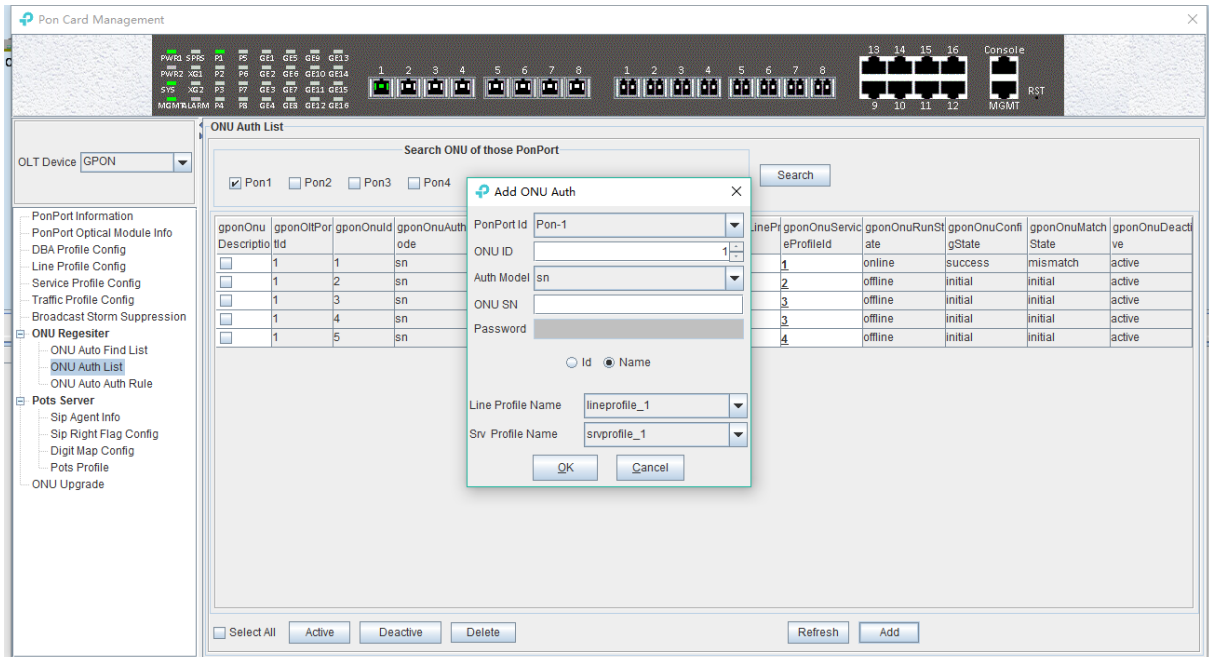 Pon Card Management
PWR1 SPRS P1 P5 GE1 GE5 GE9 GE13
PWR2 XG1 P2 P6 GE2 GE6 GE10 GE14
SYS XG2 P3 P7 GE3 GE7 GE11 GE15
MGMT ALARM P4 P8 GE4 GE8 GE12 GE16
1 2 3 4 5 6 7 8 1 2 3 4 5 6 7 8
13 14 15 16 Console
9 10 11 12 MGMT
RST
OLT Device GPON
PonPort Information
PonPort Optical Module Info
DBA Profile Config
Line Profile Config
Service Profile Config
Traffic Profile Config
Broadcast Storm Suppression
ONU Regesiter
ONU Auto Find List
ONU Auth List
ONU Auto Auth Rule
Pots Server
Sip Agent Info
Sip Right Flag Config
Digit Map Config
Pots Profile
ONU Upgrade
ONU Auth List
Search ONU of those PonPort
Pon1 Pon2 Pon3 Pon4
Search
gponOnu gponOltPor gponOnuId gponOnuAuth LinePr gponOnuServic gponOnuRunSt gponOnuConfi gponOnuMatch gponOnuDeacti
Descriptio tId ode eProfileId ate gState State ve
1 1 sn 1 online success mismatch active
1 2 sn 2 offline initial initial active
1 3 sn 3 offline initial initial active
1 4 sn 3 offline initial initial active
1 5 sn 4 offline initial initial active
Add ONU Auth
PonPort Id Pon-1
ONU ID 1
Auth Model sn
ONU SN
Password
Id Name
Line Profile Name lineprofile_1
Srv Profile Name srvprofile_1
OK Cancel
Select All Active Deactive Delete Refresh Add